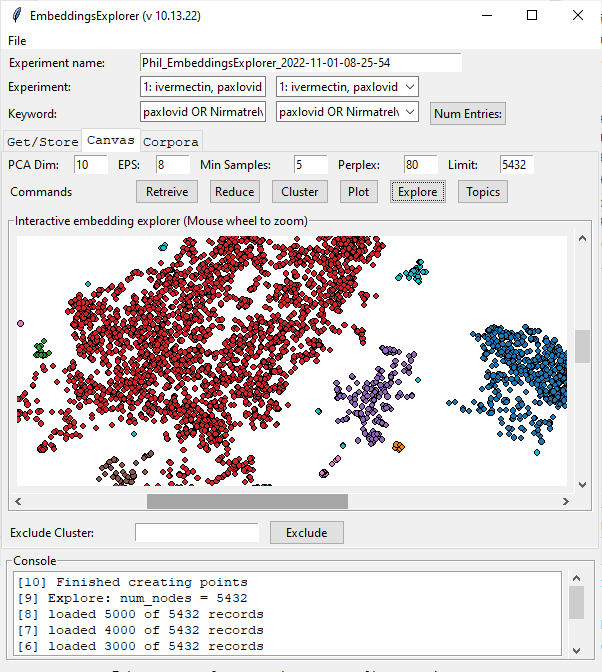 EmbeddingsExplorer (v 10.13.22)
File
Experiment name: Phil_EmbeddingsExplorer_2022-11-01-08-25-54
Experiment: 1: ivermectin, paxlovid 1: ivermectin, paxlovid
Keyword: paxlovid OR Nirmatrelv paxlovid OR Nirmatrelv Num Entries:
Get/Store Canvas Corpora
PCA Dim: 10 EPS: 8 Min Samples: 5 Perplex: 80 Limit: 5432
Commands Retreive Reduce Cluster Plot Explore Topics
Interactive embedding explorer (Mouse wheel to zoom)
Exclude Cluster: Exclude
Console
[10] Finished creating points
[9] Explore: num_nodes = 5432
[8] loaded 5000 of 5432 records
[7] loaded 4000 of 5432 records
[6] loaded 3000 of 5432 records